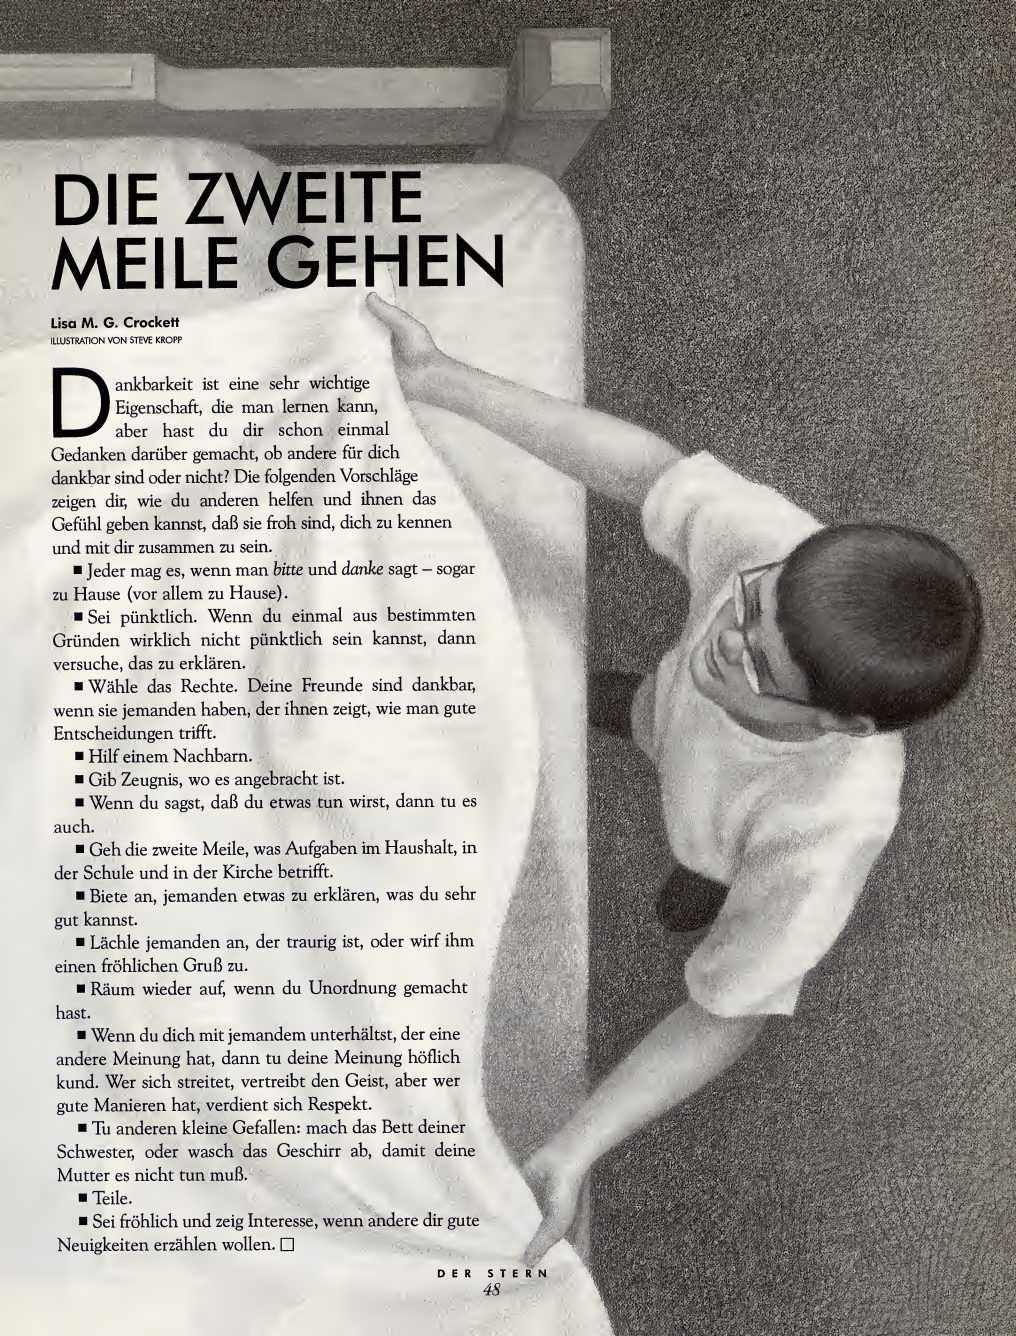 DIE ZWEITE
MEILE GEHEN
Lisa M. G. Crockett
ILLUSTRATION VON STEVE KROPP
Dankbarkeit ist eine sehr wichtige
Eigenschaft, die man lernen kann,
aber hast du dir schon einmal
Gedanken darüber gemacht, ob andere für dich
dankbar sind oder nicht? Die folgenden Vorschläge
zeigen dir, wie du anderen helfen und ihnen das
Gefühl geben kannst, daß sie froh sind, dich zu kennen
und mit dir zusammen zu sein.
■ Jeder mag es, wenn man bitte und danke sagt – sogar
zu Hause (vor allem zu Hause).
■ Sei pünktlich. Wenn du einmal aus bestimmten
Gründen wirklich nicht pünktlich sein kannst, dann
versuche, das zu erklären.
■ Wähle das Rechte. Deine Freunde sind dankbar,
wenn sie jemanden haben, der ihnen zeigt, wie man gute
Entscheidungen trifft.
■ Hilf einem Nachbarn.
■ Gib Zeugnis, wo es angebracht ist.
■ Wenn du sagst, daß du etwas tun wirst, dann tu es
auch.
■ Geh die zweite Meile, was Aufgaben im Haushalt, in
der Schule und in der Kirche betrifft.
■ Biete an, jemanden etwas zu erklären, was du sehr
gut kannst.
■ Lächle jemanden an, der traurig ist, oder wirf ihm
einen fröhlichen Gruß zu.
■ Räum wieder auf, wenn du Unordnung gemacht
hast.
■ Wenn du dich mit jemandem unterhältst, der eine
andere Meinung hat, dann tu deine Meinung höflich
kund. Wer sich streitet, vertreibt den Geist, aber wer
gute Manieren hat, verdient sich Respekt.
■ Tu anderen kleine Gefallen: mach das Bett deiner
Schwester, oder wasch das Geschirr ab, damit deine
Mutter es nicht tun muß.
■ Teile.
■ Sei fröhlich und zeig Interesse, wenn andere dir gute
Neuigkeiten erzählen wollen. □
DER STERN
48